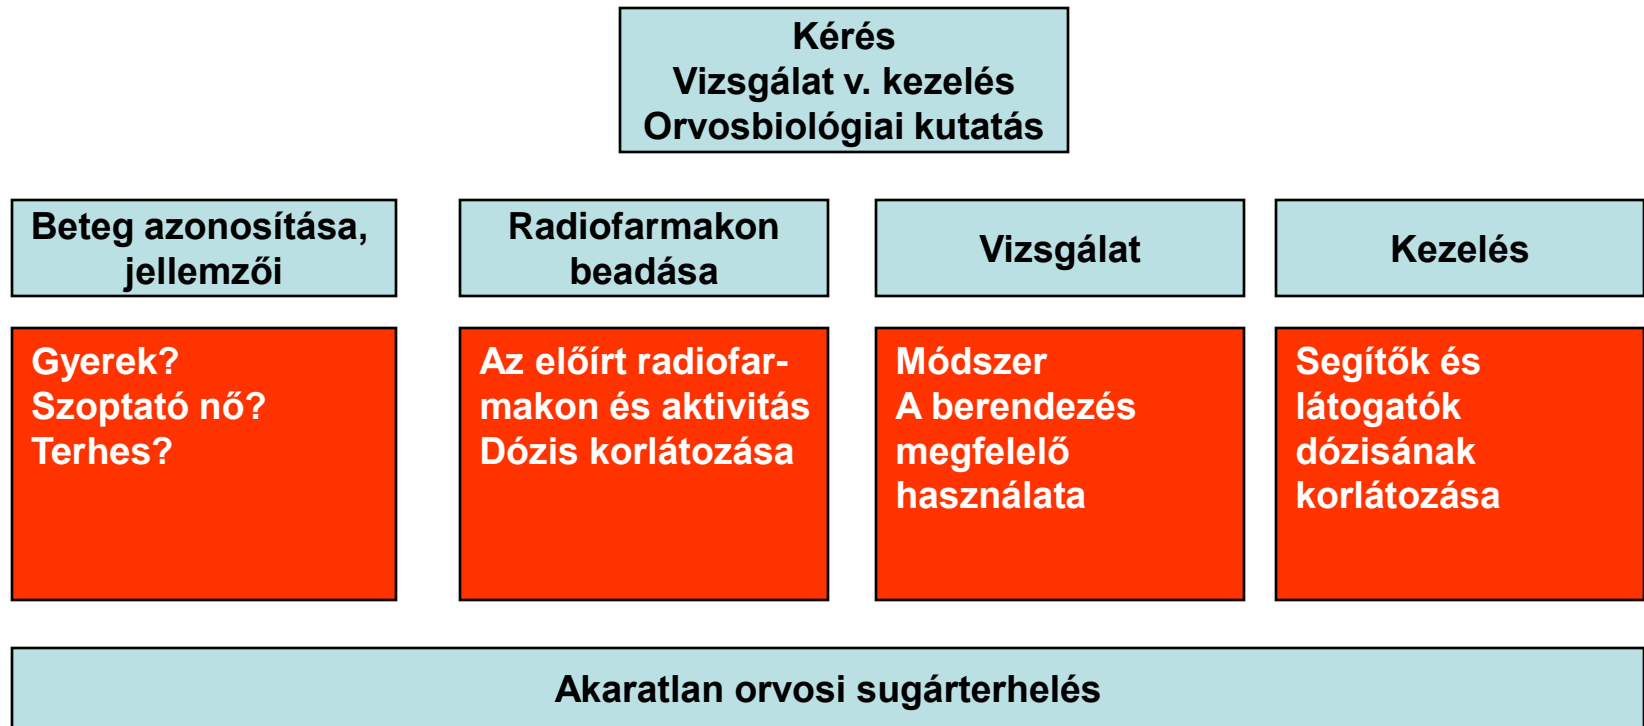 Kérés
Vizsgálat v. kezelés
Orvosbiológiai kutatás
Beteg azonosítása,
jellemzői
Radiofarmakon
beadása
Vizsgálat
Kezelés
Gyerek?
Szoptató nő?
Terhes?
Az előírt radiofar-
makon és aktivitás
Dózis korlátozása
Módszer
A berendezés
megfelelő
használata
Segítők és
látogatók
dózisának
korlátozása
Akaratlan orvosi sugárterhelés